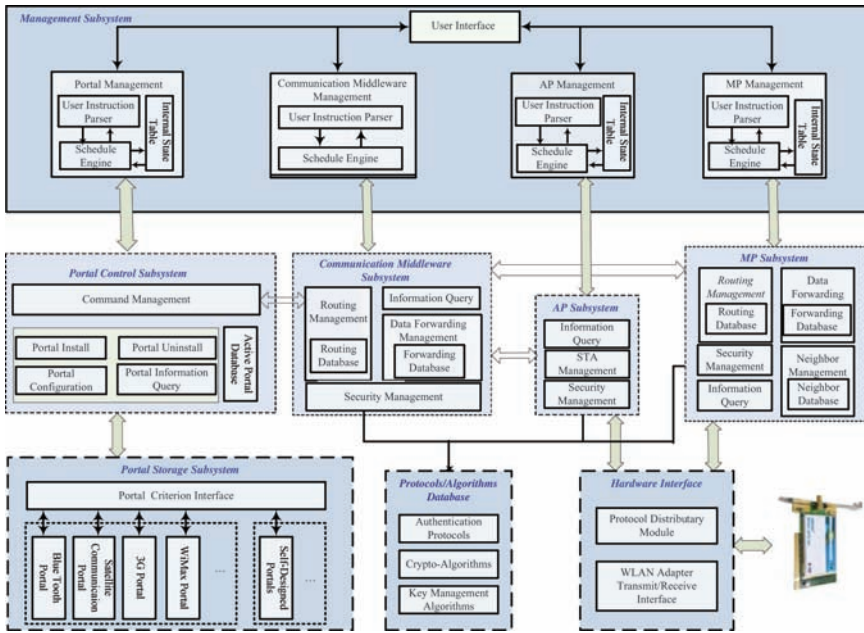 Management Subsystem
User Interface
Portal Management
User Instruction
Parser
Schedule
Engine
Internal State
Table
Communication Middleware
Management
User Instruction Parser
Schedule Engine
AP Management
User Instruction
Parser
Schedule
Engine
Internal State
Table
MP Management
User Instruction
Parser
Schedule
Engine
Internal State
Table
Portal Control Subsystem
Command Management
Portal Install
Portal Uninstall
Portal
Configuration
Portal Information
Query
Active Portal
Database
Communication Middleware
Subsystem
Routing
Management
Routing
Database
Information Query
Data Forwarding
Management
Forwarding
Database
Security Management
AP Subsystem
Information
Query
STA
Management
Security
Management
MP Subsystem
Routing
Management
Routing
Database
Data
Forwarding
Forwarding
Database
Security
Management
Information
Query
Neighbor
Management
Neighbor
Database
Portal Storage Subsystem
Portal Criterion Interface
Blue Tooth
Portal
Satellite
Communicaion
Portal
3G Portal
WiMax Portal
...
Self-Designed
Portals
...
Protocols/Algorithms
Database
Authentication
Protocols
Crypto-Algorithms
Key Management
Algorithms
Hardware Interface
Protocol Distributary
Module
WLAN Adapter
Transmit/Receive
Interface